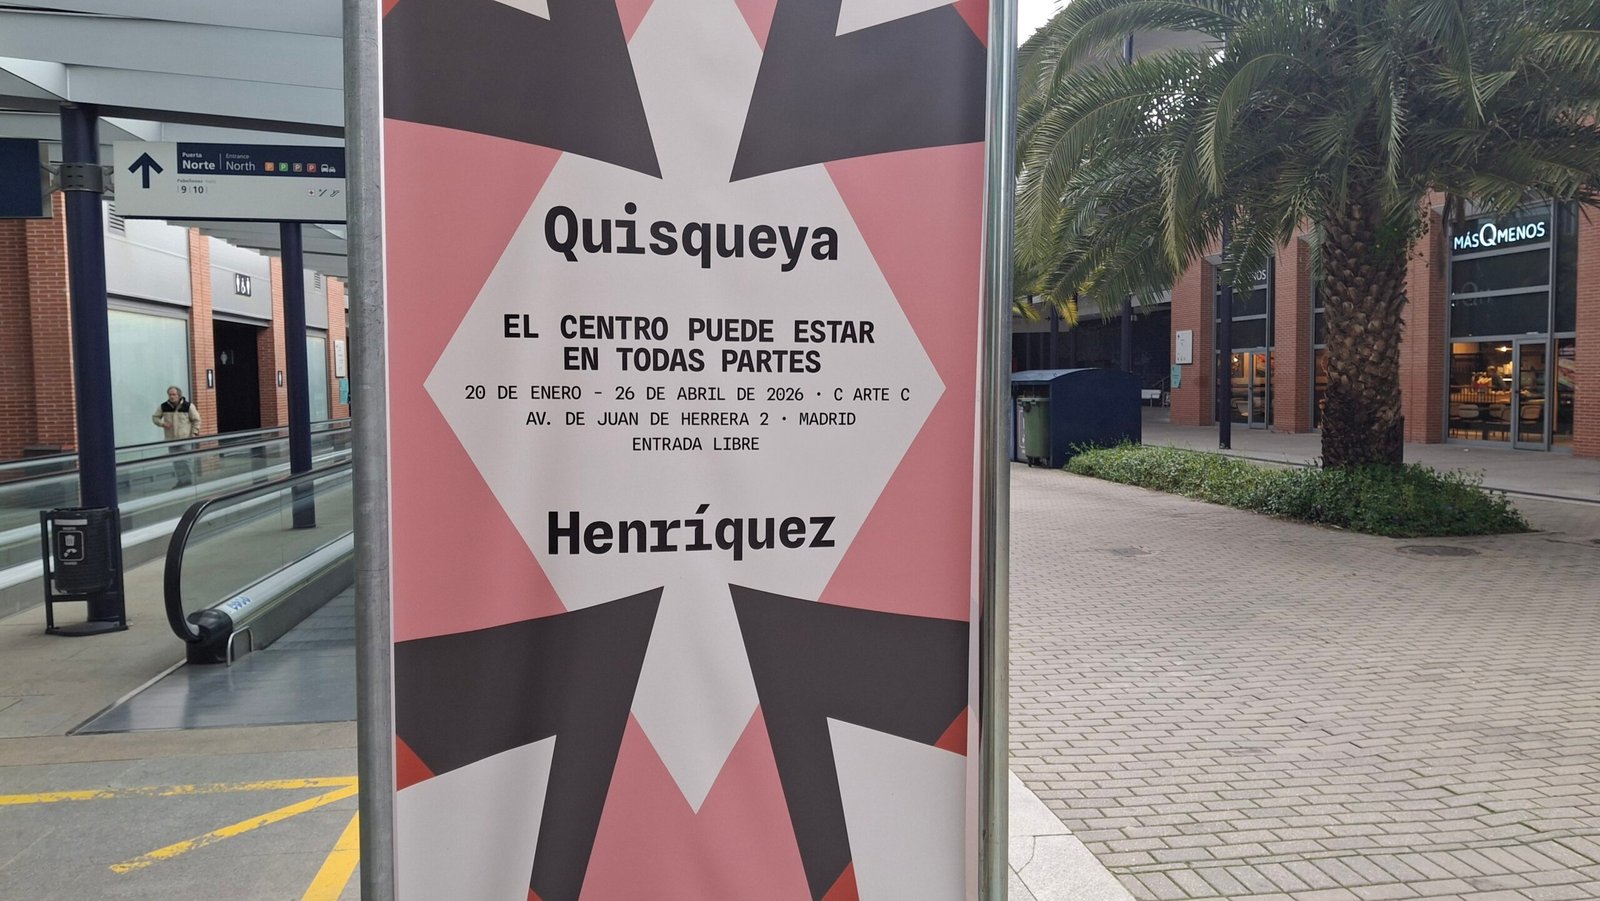 Puerta
Norte
Entrance
North
P P P P
Pabellones
9 10
Quisqueya
EL CENTRO PUEDE ESTAR
EN TODAS PARTES
20 DE ENERO – 26 DE ABRIL DE 2026 · C ARTE C
AV. DE JUAN DE HERRERA 2 · MADRID
ENTRADA LIBRE
Henríquez
MÁSQMENOS